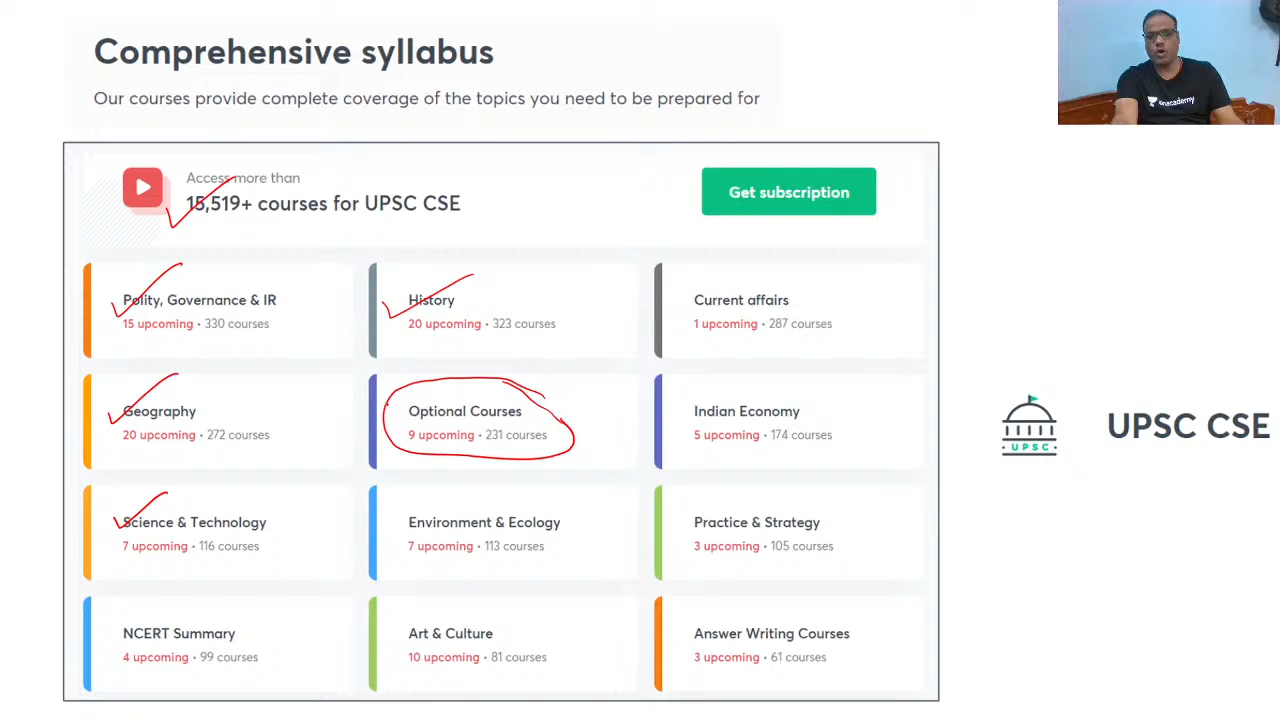 Comprehensive syllabus
Our courses provide complete coverage of the topics you need to be prepared for
Access more than
15,519+ courses for UPSC CSE
Get subscription
Polity, Governance & IR
15 upcoming • 330 courses
History
20 upcoming • 323 courses
Current affairs
1 upcoming • 287 courses
Geography
20 upcoming • 272 courses
Optional Courses
9 upcoming • 231 courses
Indian Economy
5 upcoming • 174 courses
Science & Technology
7 upcoming • 116 courses
Environment & Ecology
7 upcoming • 113 courses
Practice & Strategy
3 upcoming • 105 courses
NCERT Summary
4 upcoming • 99 courses
Art & Culture
10 upcoming • 81 courses
Answer Writing Courses
3 upcoming • 61 courses
unacademy
UPSC
UPSC CSE